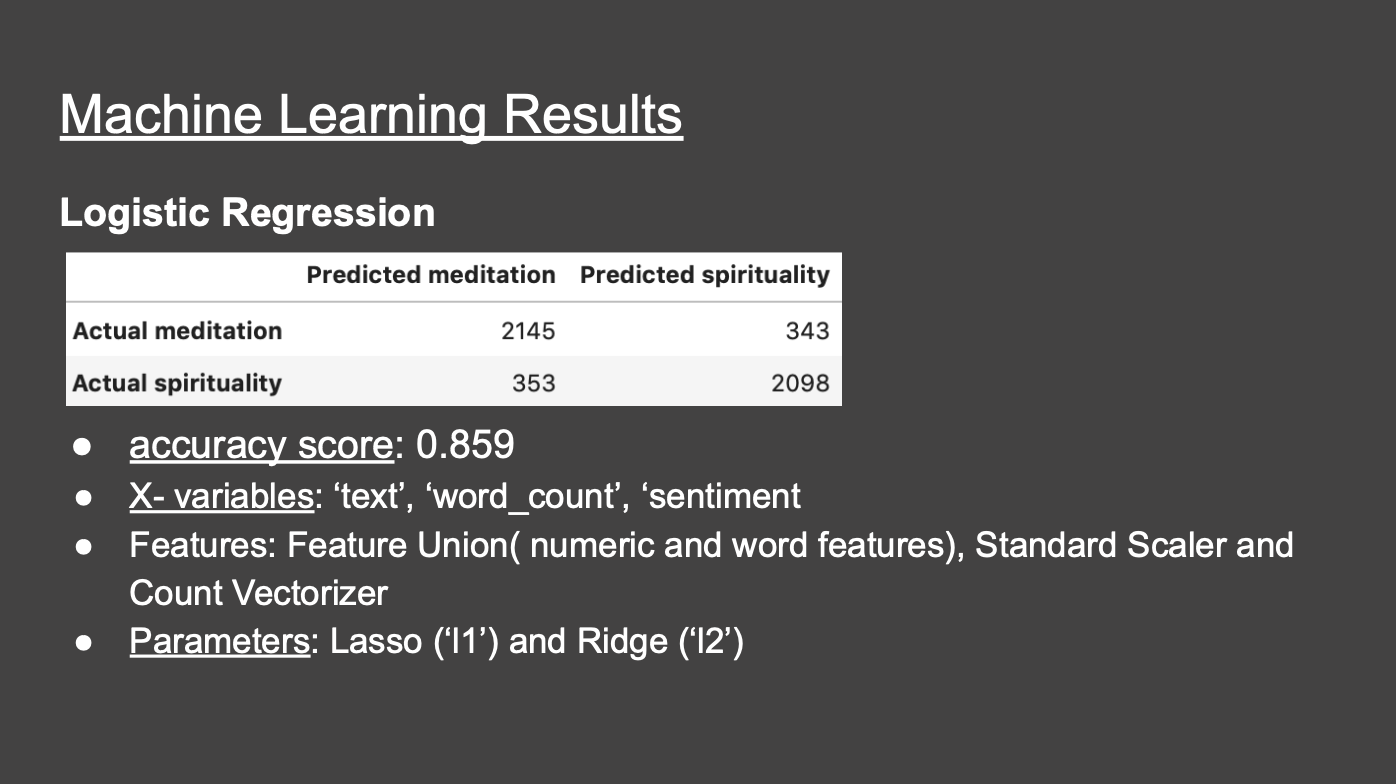 Machine Learning Results
Logistic Regression
Predicted meditation Predicted spirituality
Actual meditation 2145 343
Actual spirituality 353 2098
● accuracy score: 0.859
● X- variables: ‘text’, ‘word_count’, ‘sentiment
● Features: Feature Union( numeric and word features), Standard Scaler and
Count Vectorizer
● Parameters: Lasso (‘l1’) and Ridge (‘l2’)